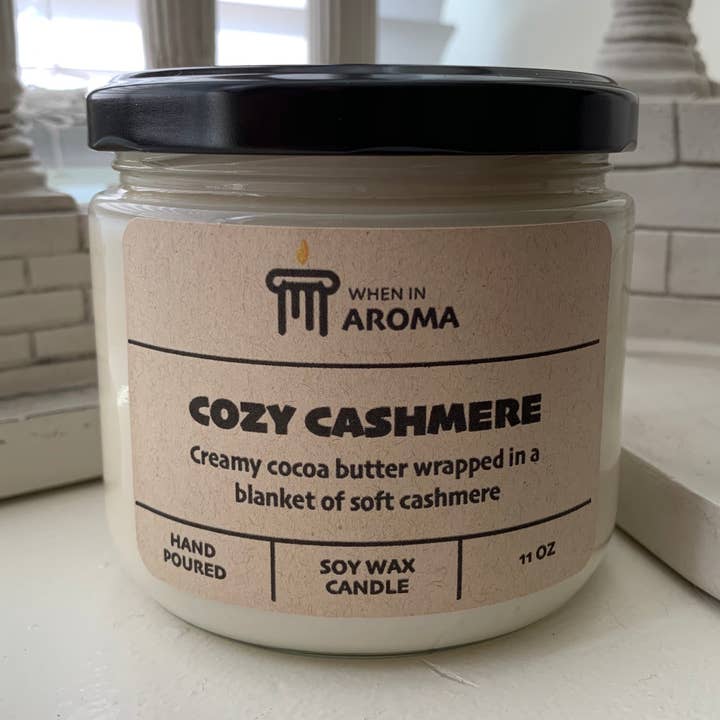 WHEN IN
AROMA
COZY CASHMERE
Creamy cocoa butter wrapped in a
blanket of soft cashmere
HAND
POURED
SOY WAX
CANDLE
11 OZ